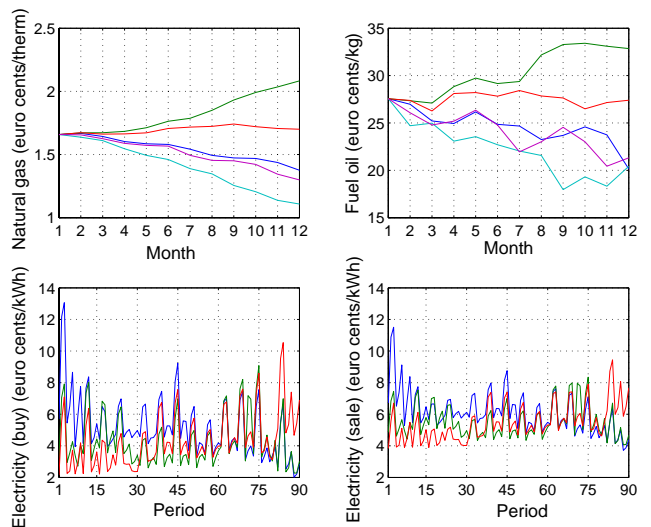 Natural gas (euro cents/therm)
2.5
2
1.5
1
1 2 3 4 5 6 7 8 9 10 11 12
Month
Fuel oil (euro cents/kg)
35
30
25
20
15
1 2 3 4 5 6 7 8 9 10 11 12
Month
Electricity (buy) (euro cents/kWh)
14
12
10
8
6
4
2
1 15 30 45 60 75 90
Period
Electricity (sale) (euro cents/kWh)
14
12
10
8
6
4
2
1 15 30 45 60 75 90
Period